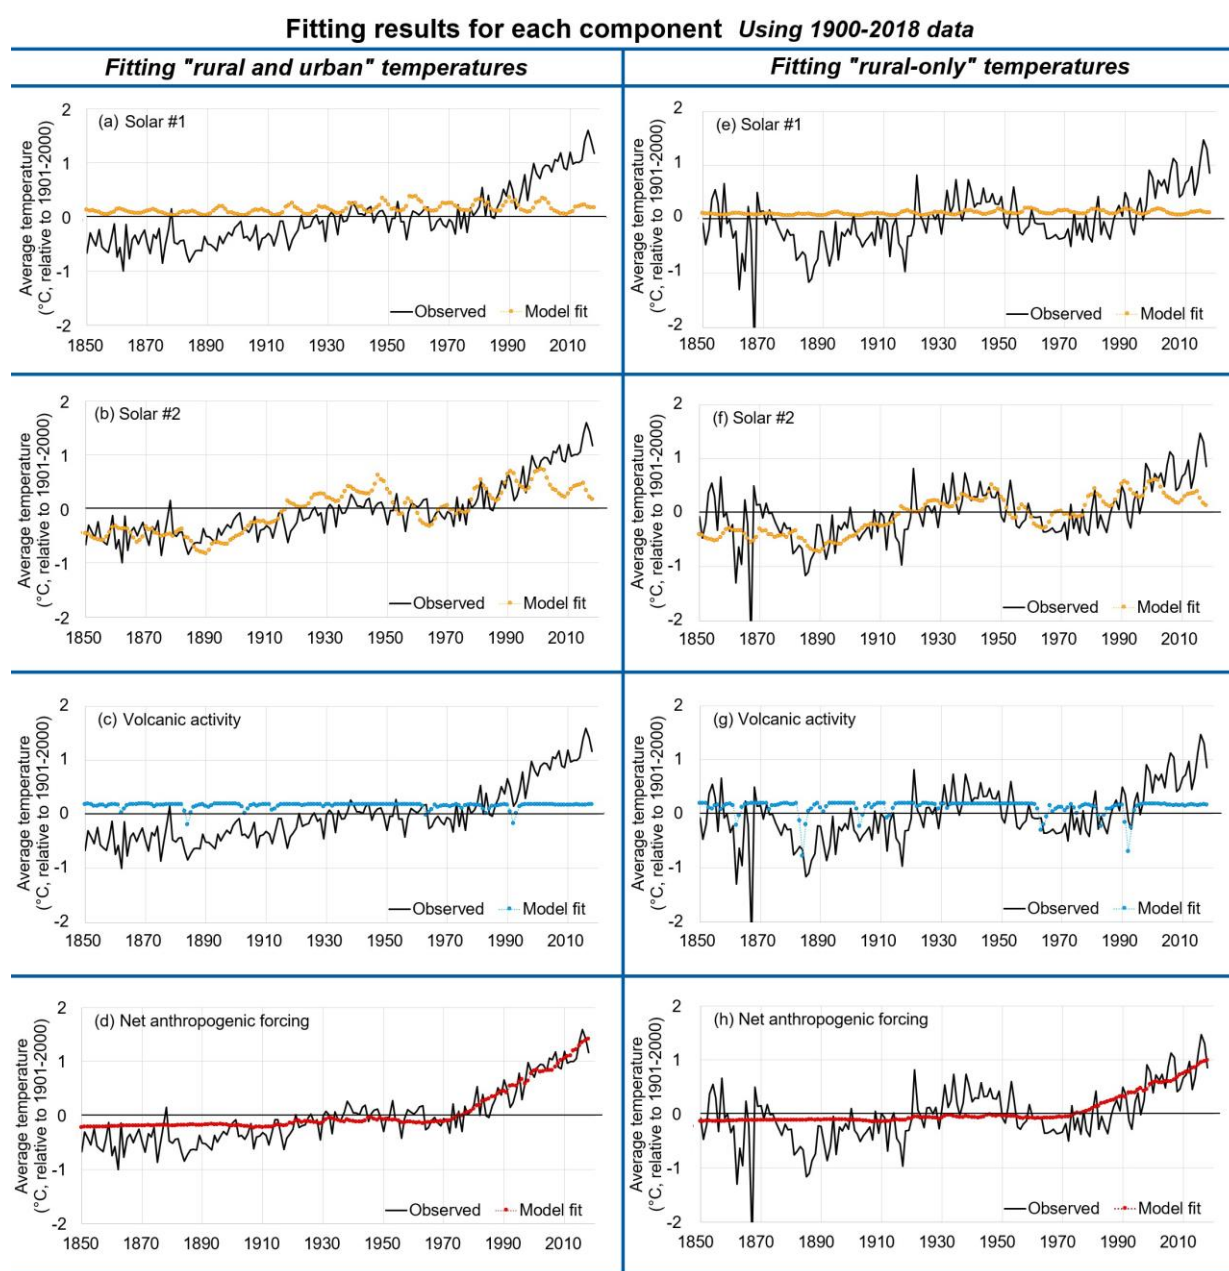 Fitting results for each component Using 1900-2018 data
Fitting "rural and urban" temperatures
Fitting "rural-only" temperatures
Average temperature
(°C, relative to 1901-2000)
2
1
0
-1
-2
(a) Solar #1
Observed Model fit
1850 1870 1890 1910 1930 1950 1970 1990 2010
Average temperature
(°C, relative to 1901-2000)
2
1
0
-1
-2
(e) Solar #1
Observed Model fit
1850 1870 1890 1910 1930 1950 1970 1990 2010
Average temperature
(°C, relative to 1901-2000)
2
1
0
-1
-2
(b) Solar #2
Observed Model fit
1850 1870 1890 1910 1930 1950 1970 1990 2010
Average temperature
(°C, relative to 1901-2000)
2
1
0
-1
-2
(f) Solar #2
Observed Model fit
1850 1870 1890 1910 1930 1950 1970 1990 2010
Average temperature
(°C, relative to 1901-2000)
2
1
0
-1
-2
(c) Volcanic activity
Observed Model fit
1850 1870 1890 1910 1930 1950 1970 1990 2010
Average temperature
(°C, relative to 1901-2000)
2
1
0
-1
-2
(g) Volcanic activity
Observed Model fit
1850 1870 1890 1910 1930 1950 1970 1990 2010
Average temperature
(°C, relative to 1901-2000)
2
1
0
-1
-2
(d) Net anthropogenic forcing
Observed Model fit
1850 1870 1890 1910 1930 1950 1970 1990 2010
Average temperature
(°C, relative to 1901-2000)
2
1
0
-1
-2
(h) Net anthropogenic forcing
Observed Model fit
1850 1870 1890 1910 1930 1950 1970 1990 2010